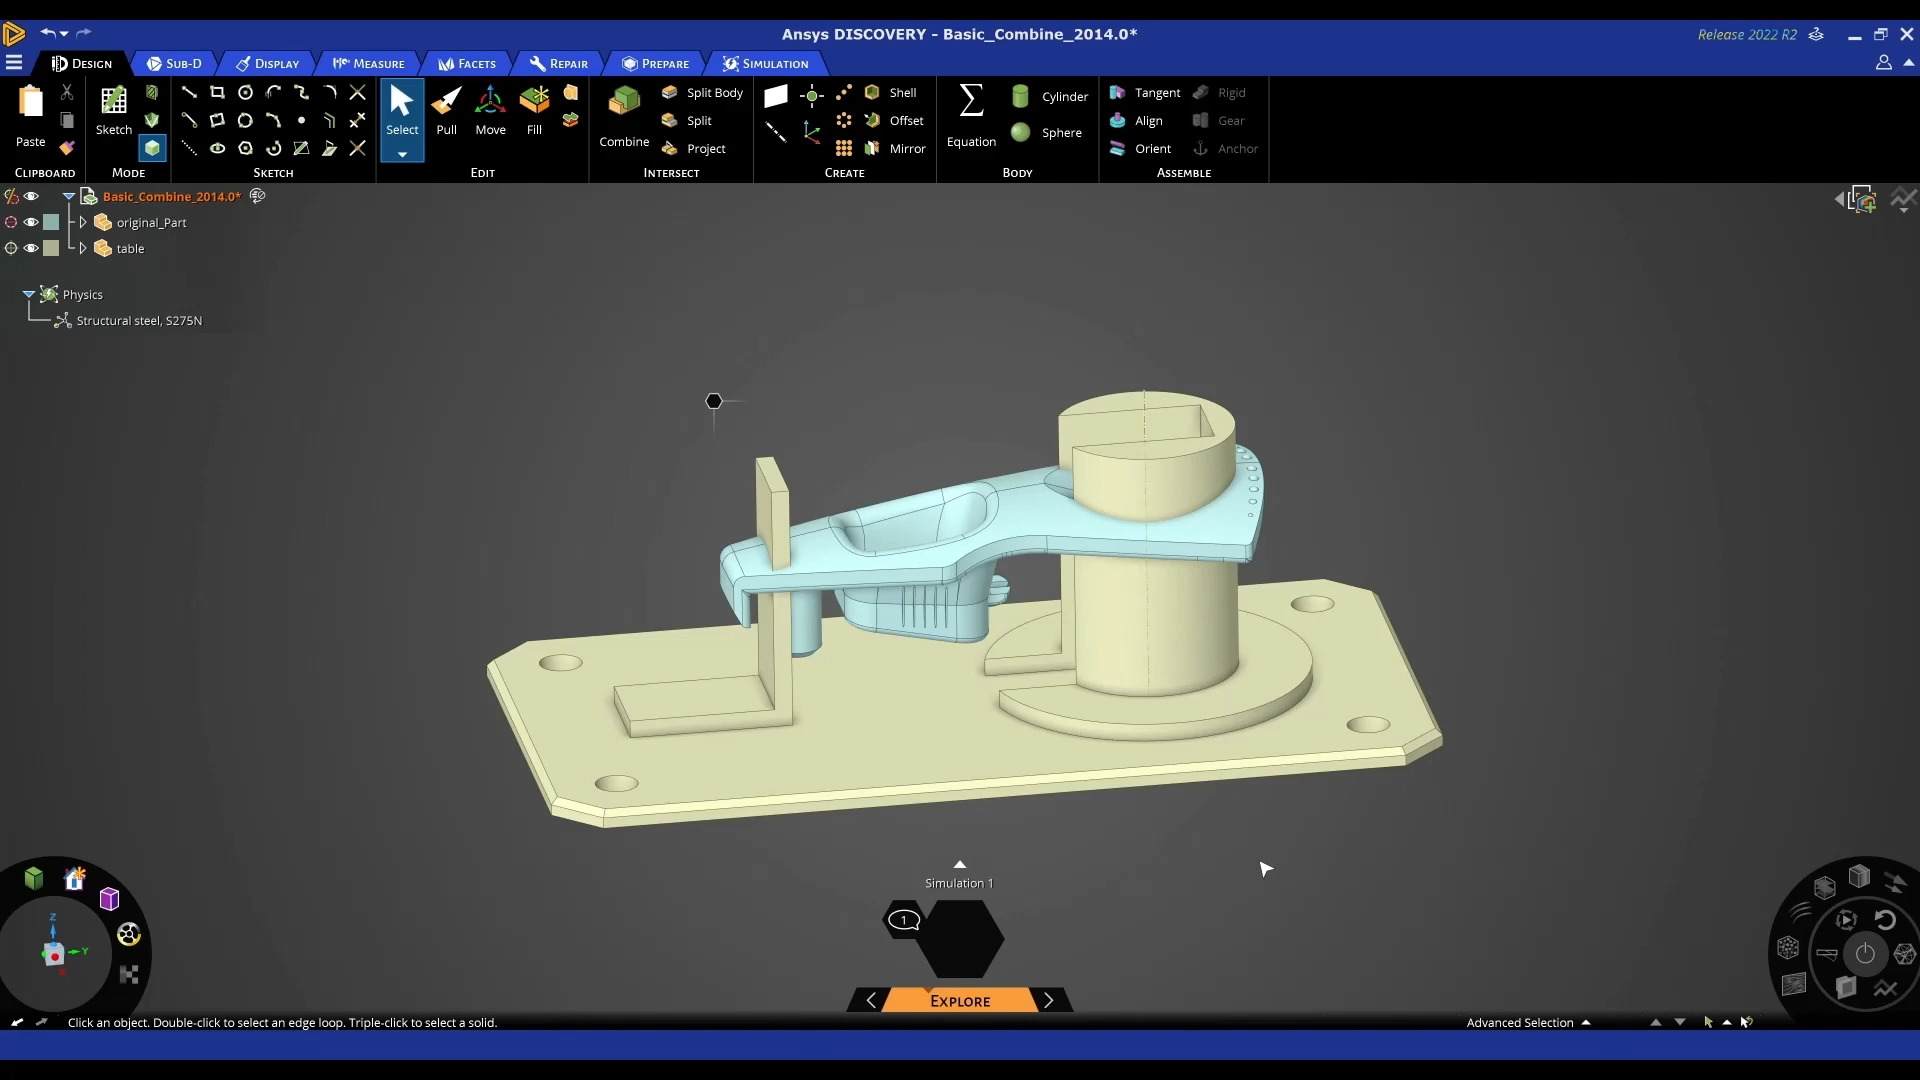 Ansys DISCOVERY - Basic_Combine_2014.0*
Release 2022 R2
DESIGN
SUB-D
DISPLAY
MEASURE
FACETS
REPAIR
PREPARE
SIMULATION
Paste
CLIPBOARD
Sketch
MODE
SKETCH
Select
Pull
Move
Fill
EDIT
Combine
Split Body
Split
Project
INTERSECT
Shell
Offset
Mirror
CREATE
Equation
Cylinder
Sphere
BODY
Tangent
Align
Orient
Rigid
Gear
Anchor
ASSEMBLE
Basic_Combine_2014.0*
original_Part
table
Physics
Structural steel, S275N
Simulation 1
1
EXPLORE
Z
Y
Click an object. Double-click to select an edge loop. Triple-click to select a solid.
Advanced Selection